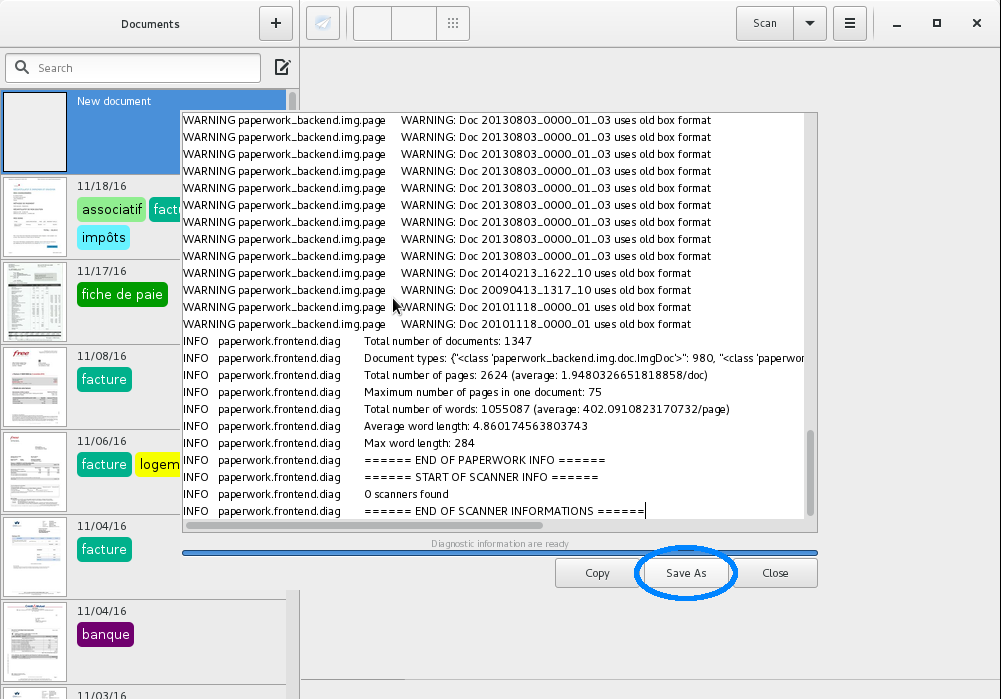 Documents
+
Scan
Search
New document
11/18/16
associatif
factu
impôts
11/17/16
fiche de paie
11/08/16
facture
11/06/16
facture
logem
11/04/16
facture
11/04/16
banque
11/03/16
WARNING paperwork_backend.img.page WARNING: Doc 20130803_0000_01_03 uses old box format
WARNING paperwork_backend.img.page WARNING: Doc 20130803_0000_01_03 uses old box format
WARNING paperwork_backend.img.page WARNING: Doc 20130803_0000_01_03 uses old box format
WARNING paperwork_backend.img.page WARNING: Doc 20130803_0000_01_03 uses old box format
WARNING paperwork_backend.img.page WARNING: Doc 20130803_0000_01_03 uses old box format
WARNING paperwork_backend.img.page WARNING: Doc 20130803_0000_01_03 uses old box format
WARNING paperwork_backend.img.page WARNING: Doc 20130803_0000_01_03 uses old box format
WARNING paperwork_backend.img.page WARNING: Doc 20130803_0000_01_03 uses old box format
WARNING paperwork_backend.img.page WARNING: Doc 20130803_0000_01_03 uses old box format
WARNING paperwork_backend.img.page WARNING: Doc 20140213_1622_10 uses old box format
WARNING paperwork_backend.img.page WARNING: Doc 20090413_1317_10 uses old box format
WARNING paperwork_backend.img.page WARNING: Doc 20101118_0000_01 uses old box format
WARNING paperwork_backend.img.page WARNING: Doc 20101118_0000_01 uses old box format
INFO paperwork.frontend.diag Total number of documents: 1347
INFO paperwork.frontend.diag Document types: {"<class 'paperwork_backend.img.doc.ImgDoc'>": 980, "<class 'paperwor
INFO paperwork.frontend.diag Total number of pages: 2624 (average: 1.9480326651818858/doc)
INFO paperwork.frontend.diag Maximum number of pages in one document: 75
INFO paperwork.frontend.diag Total number of words: 1055087 (average: 402.0910823170732/page)
INFO paperwork.frontend.diag Average word length: 4.860174563803743
INFO paperwork.frontend.diag Max word length: 284
INFO paperwork.frontend.diag ====== END OF PAPERWORK INFO ======
INFO paperwork.frontend.diag ====== START OF SCANNER INFO ======
INFO paperwork.frontend.diag 0 scanners found
INFO paperwork.frontend.diag ====== END OF SCANNER INFORMATIONS ======
Diagnostic information are ready
Copy
Save As
Close